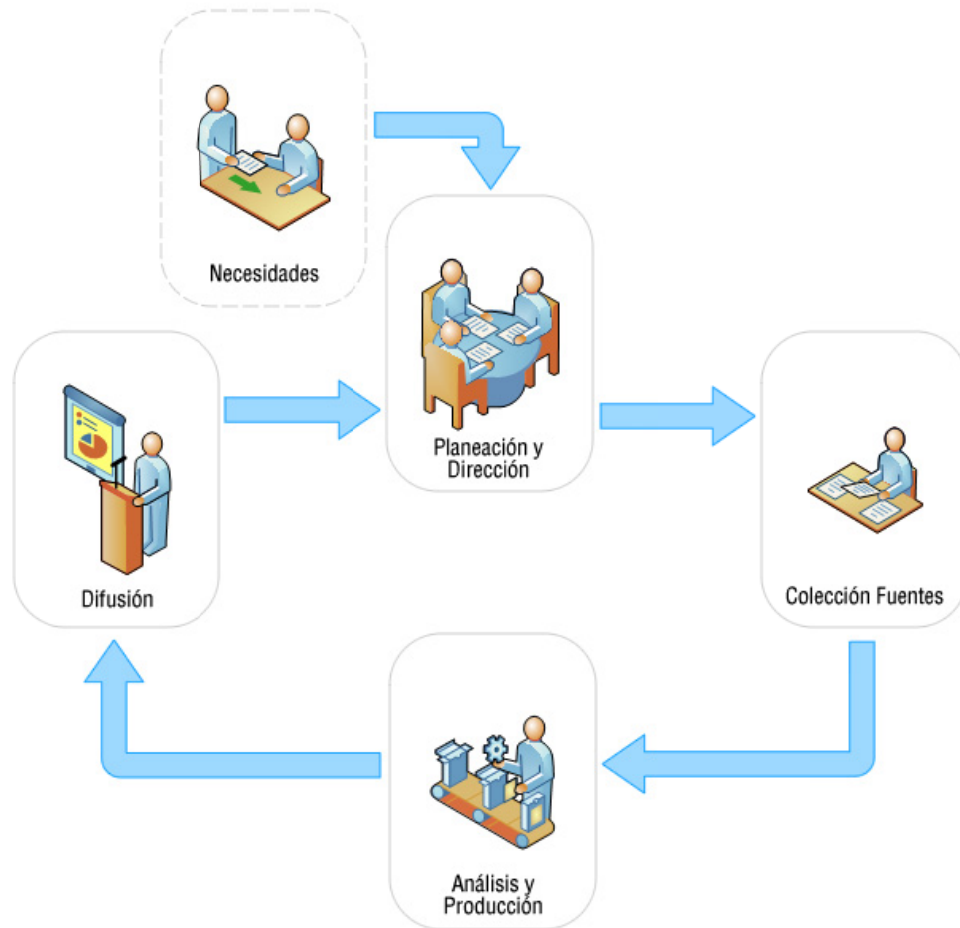 Necesidades
Planeación y
Dirección
Difusión
Colección Fuentes
Análisis y
Producción